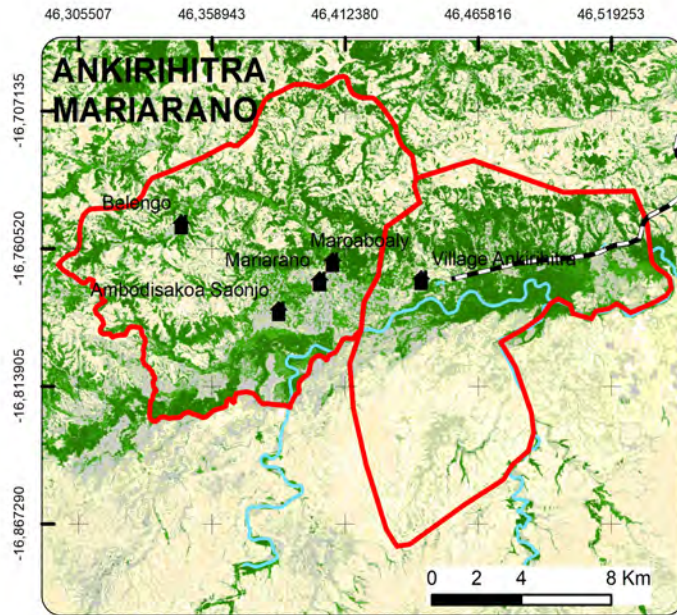 46,305507 46,358943 46,412380 46,465816 46,519253
ANKIRIHITRA
MARIARANO
-16,707135
-16,760520
-16,813905
-16,867290
Belengo
Maroaboaly
Mariarano
Village Ankirihitra
Ambodisakoa Saonjo
0 2 4 8 Km